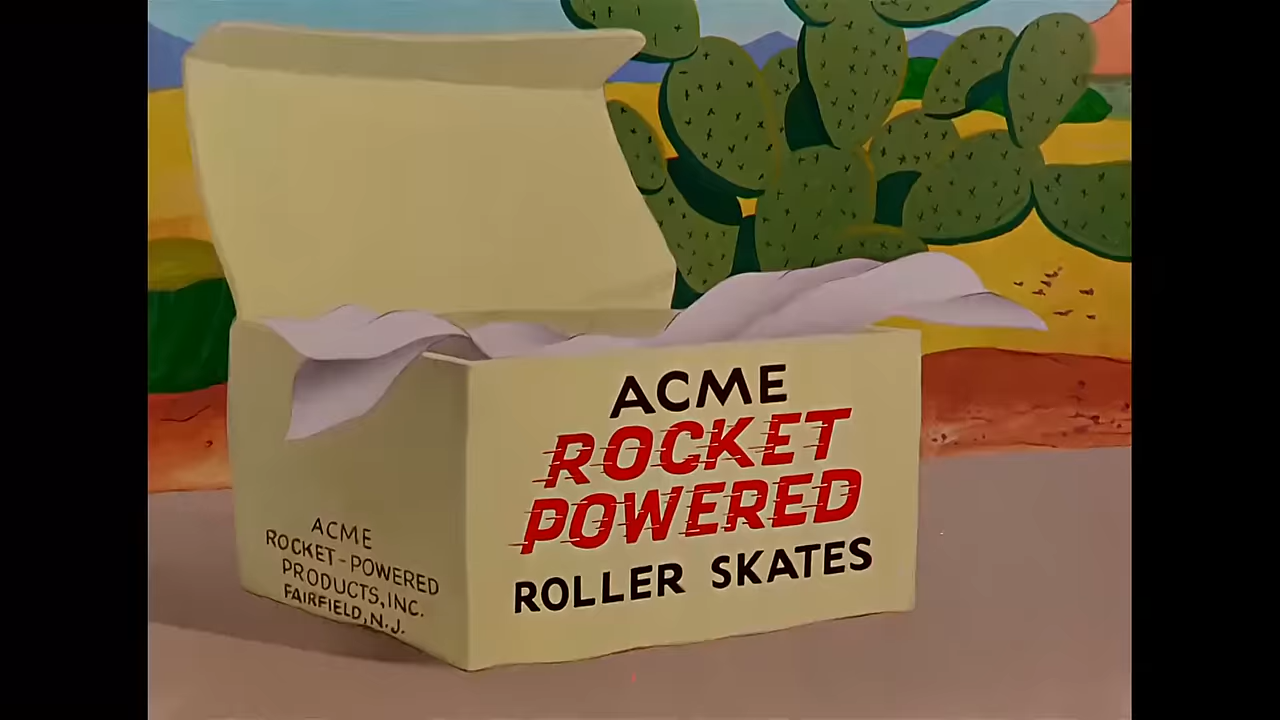 ACME
ROCKET
POWERED
ROLLER SKATES
ACME
ROCKET-POWERED
PRODUCTS, INC.
FAIRFIELD, N.J.